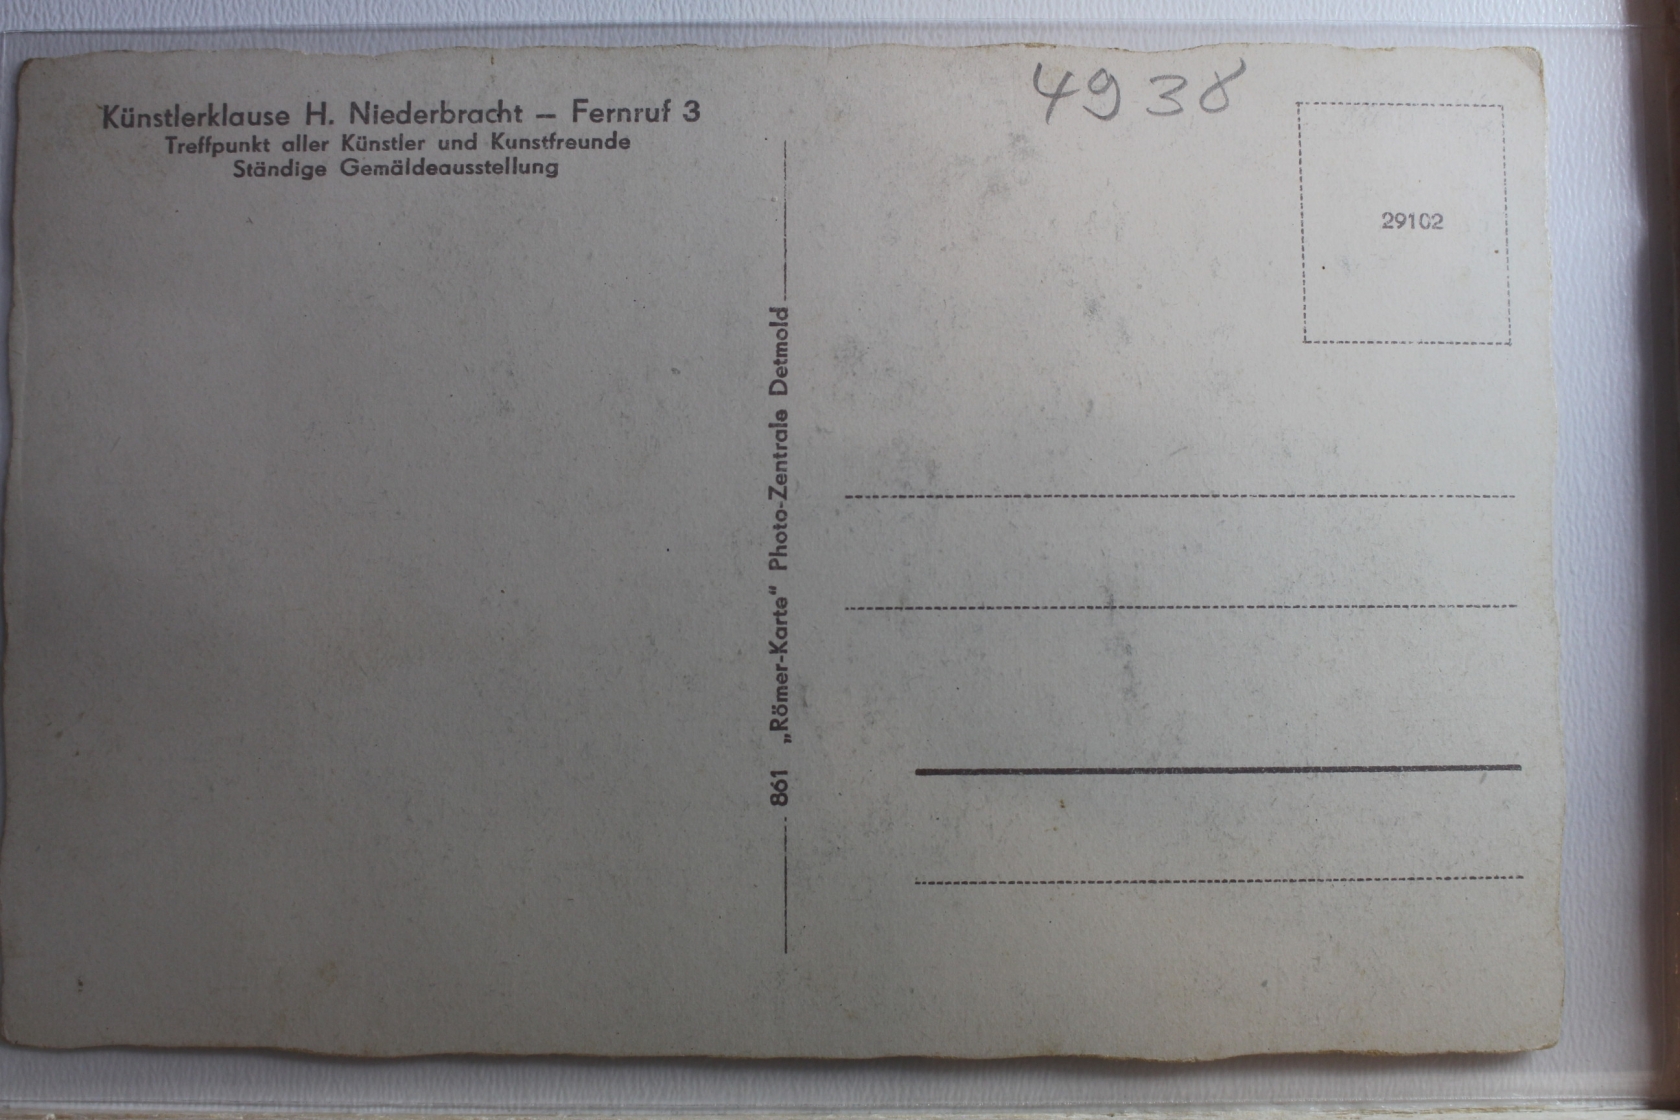 Künstlerklause H. Niederbracht – Fernruf 3
Treffpunkt aller Künstler und Kunstfreunde
Ständige Gemäldeausstellung
861 „Römer-Karte“ Photo-Zentrale Detmold
4938
29102